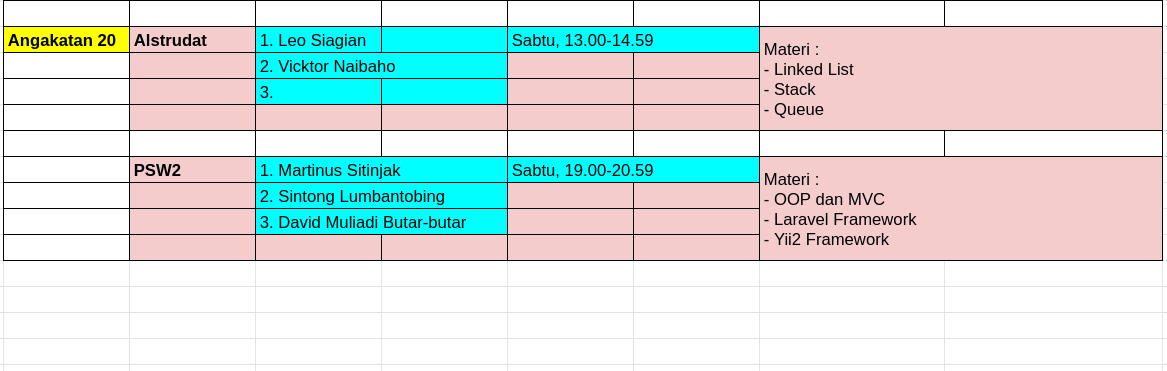 Angakatan 20 Alstrudat 1. Leo Siagian Sabtu, 13.00-14.59
2. Vicktor Naibaho
3.
Materi :
- Linked List
- Stack
- Queue
PSW2 1. Martinus Sitinjak Sabtu, 19.00-20.59
2. Sintong Lumbantobing
3. David Muliadi Butar-butar
Materi :
- OOP dan MVC
- Laravel Framework
- Yii2 Framework